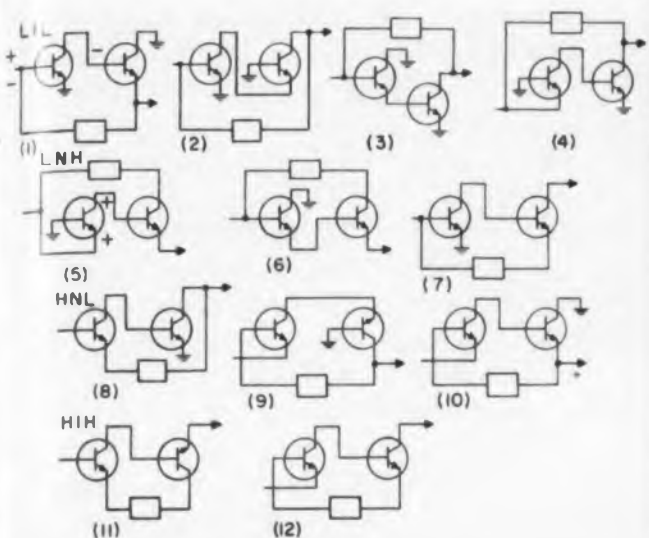 LIL
+ -
-
(1) (2) (3) (4)
LNH
+
+
(5) (6) (7)
HNL
(8) (9) (10) +
HIH
(11) (12)